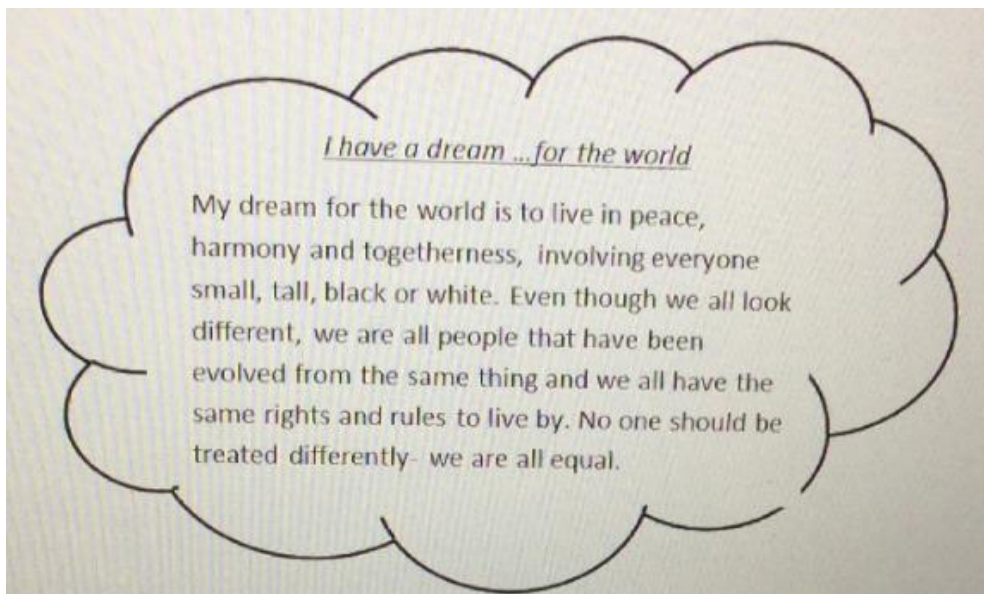 I have a dream ...for the world
My dream for the world is to live in peace,
harmony and togetherness, involving everyone
small, tall, black or white. Even though we all look
different, we are all people that have been
evolved from the same thing and we all have the
same rights and rules to live by. No one should be
treated differently- we are all equal.